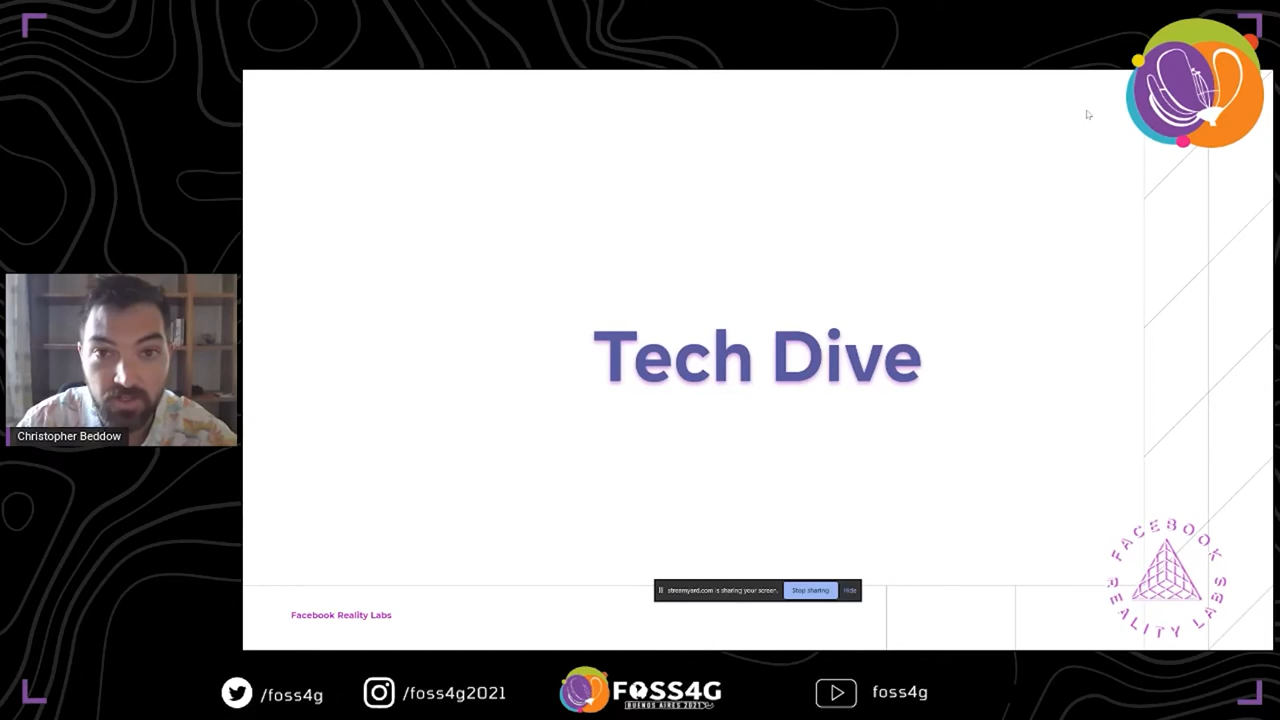 Tech Dive
Christopher Beddow
streamyard.com is sharing your screen.
Stop sharing
Hide
Facebook Reality Labs
FACEBOOK
REALITY LABS
/foss4g
/foss4g2021
FOSS4G
BUENOS AIRES 2021
foss4g